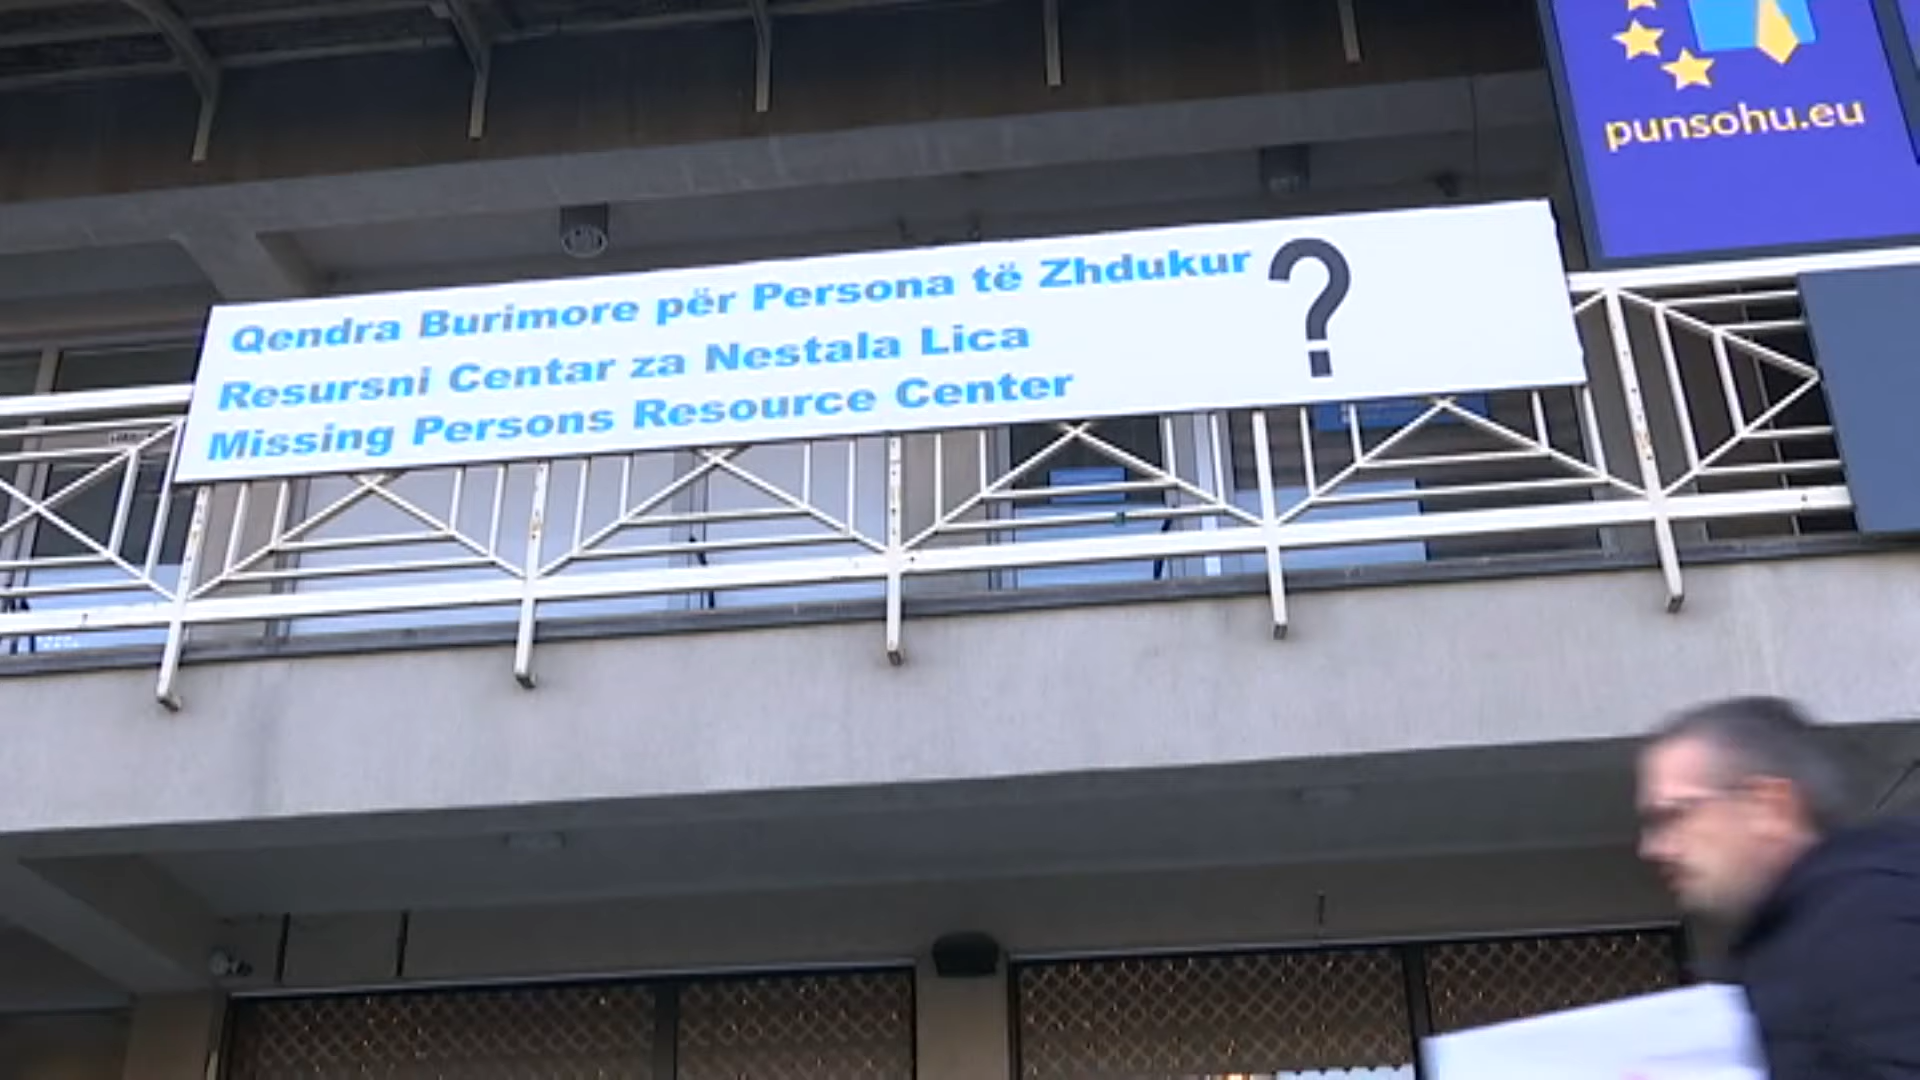 punsohu.eu
Qendra Burimore për Persona të Zhdukur ?
Resursni Centar za Nestala Lica
Missing Persons Resource Center